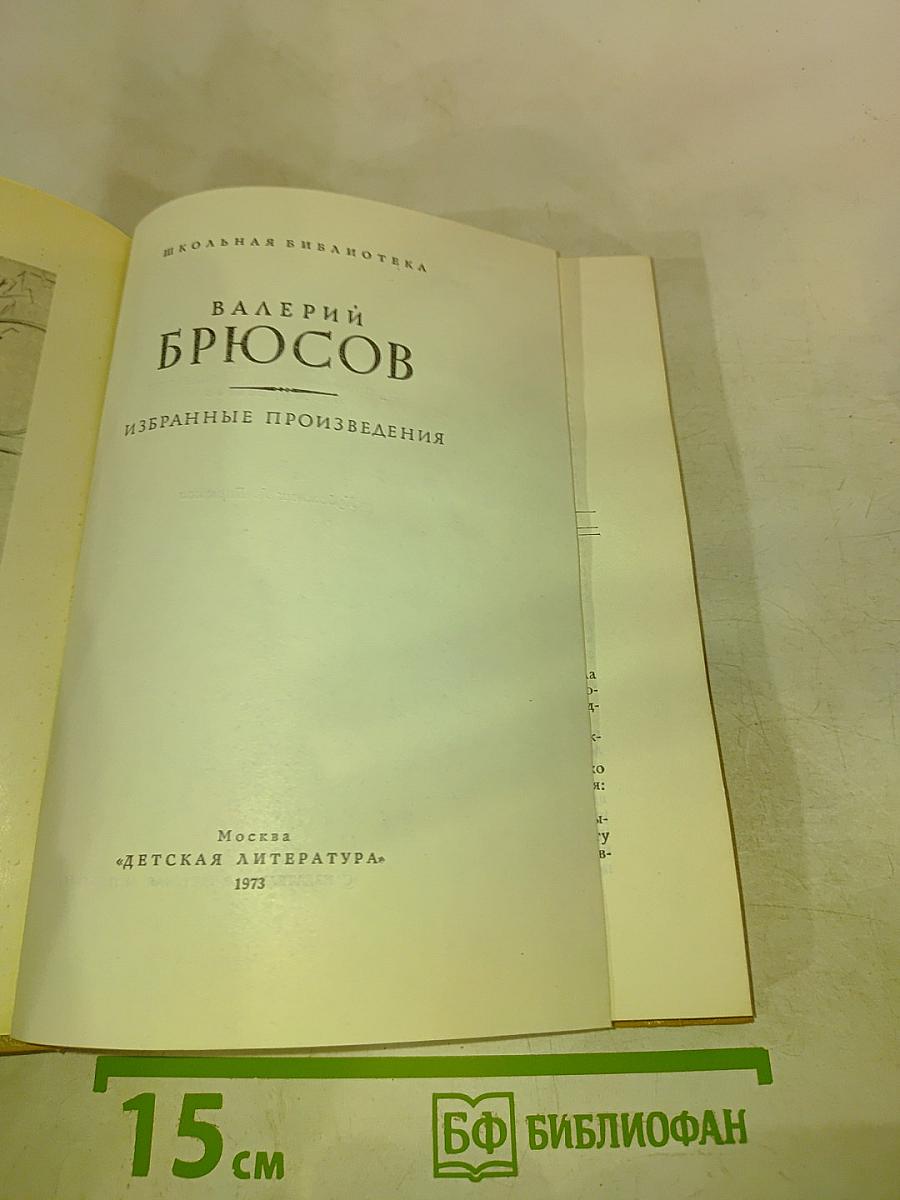 ШКОЛЬНАЯ БИБЛИОТЕКА
ВАЛЕРИЙ
БРЮСОВ
ИЗБРАННЫЕ ПРОИЗВЕДЕНИЯ
Москва
«ДЕТСКАЯ ЛИТЕРАТУРА»
1973
15 см
БФ БИБЛИОФАН